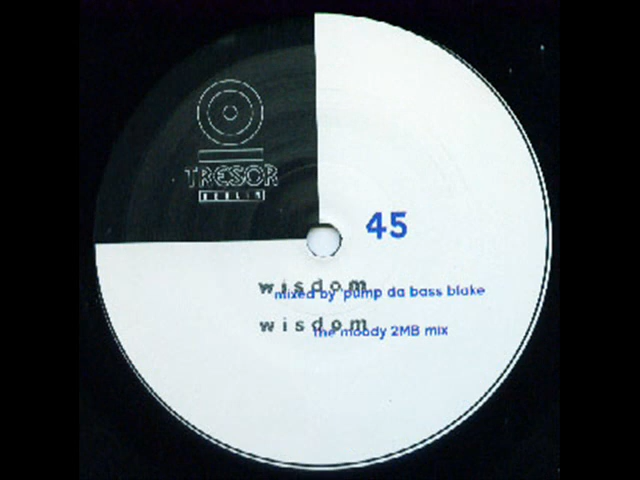 TRESOR
BERLIN
45
wisdom
mixed by pump da bass blake
wisdom
the moody 2MB mix